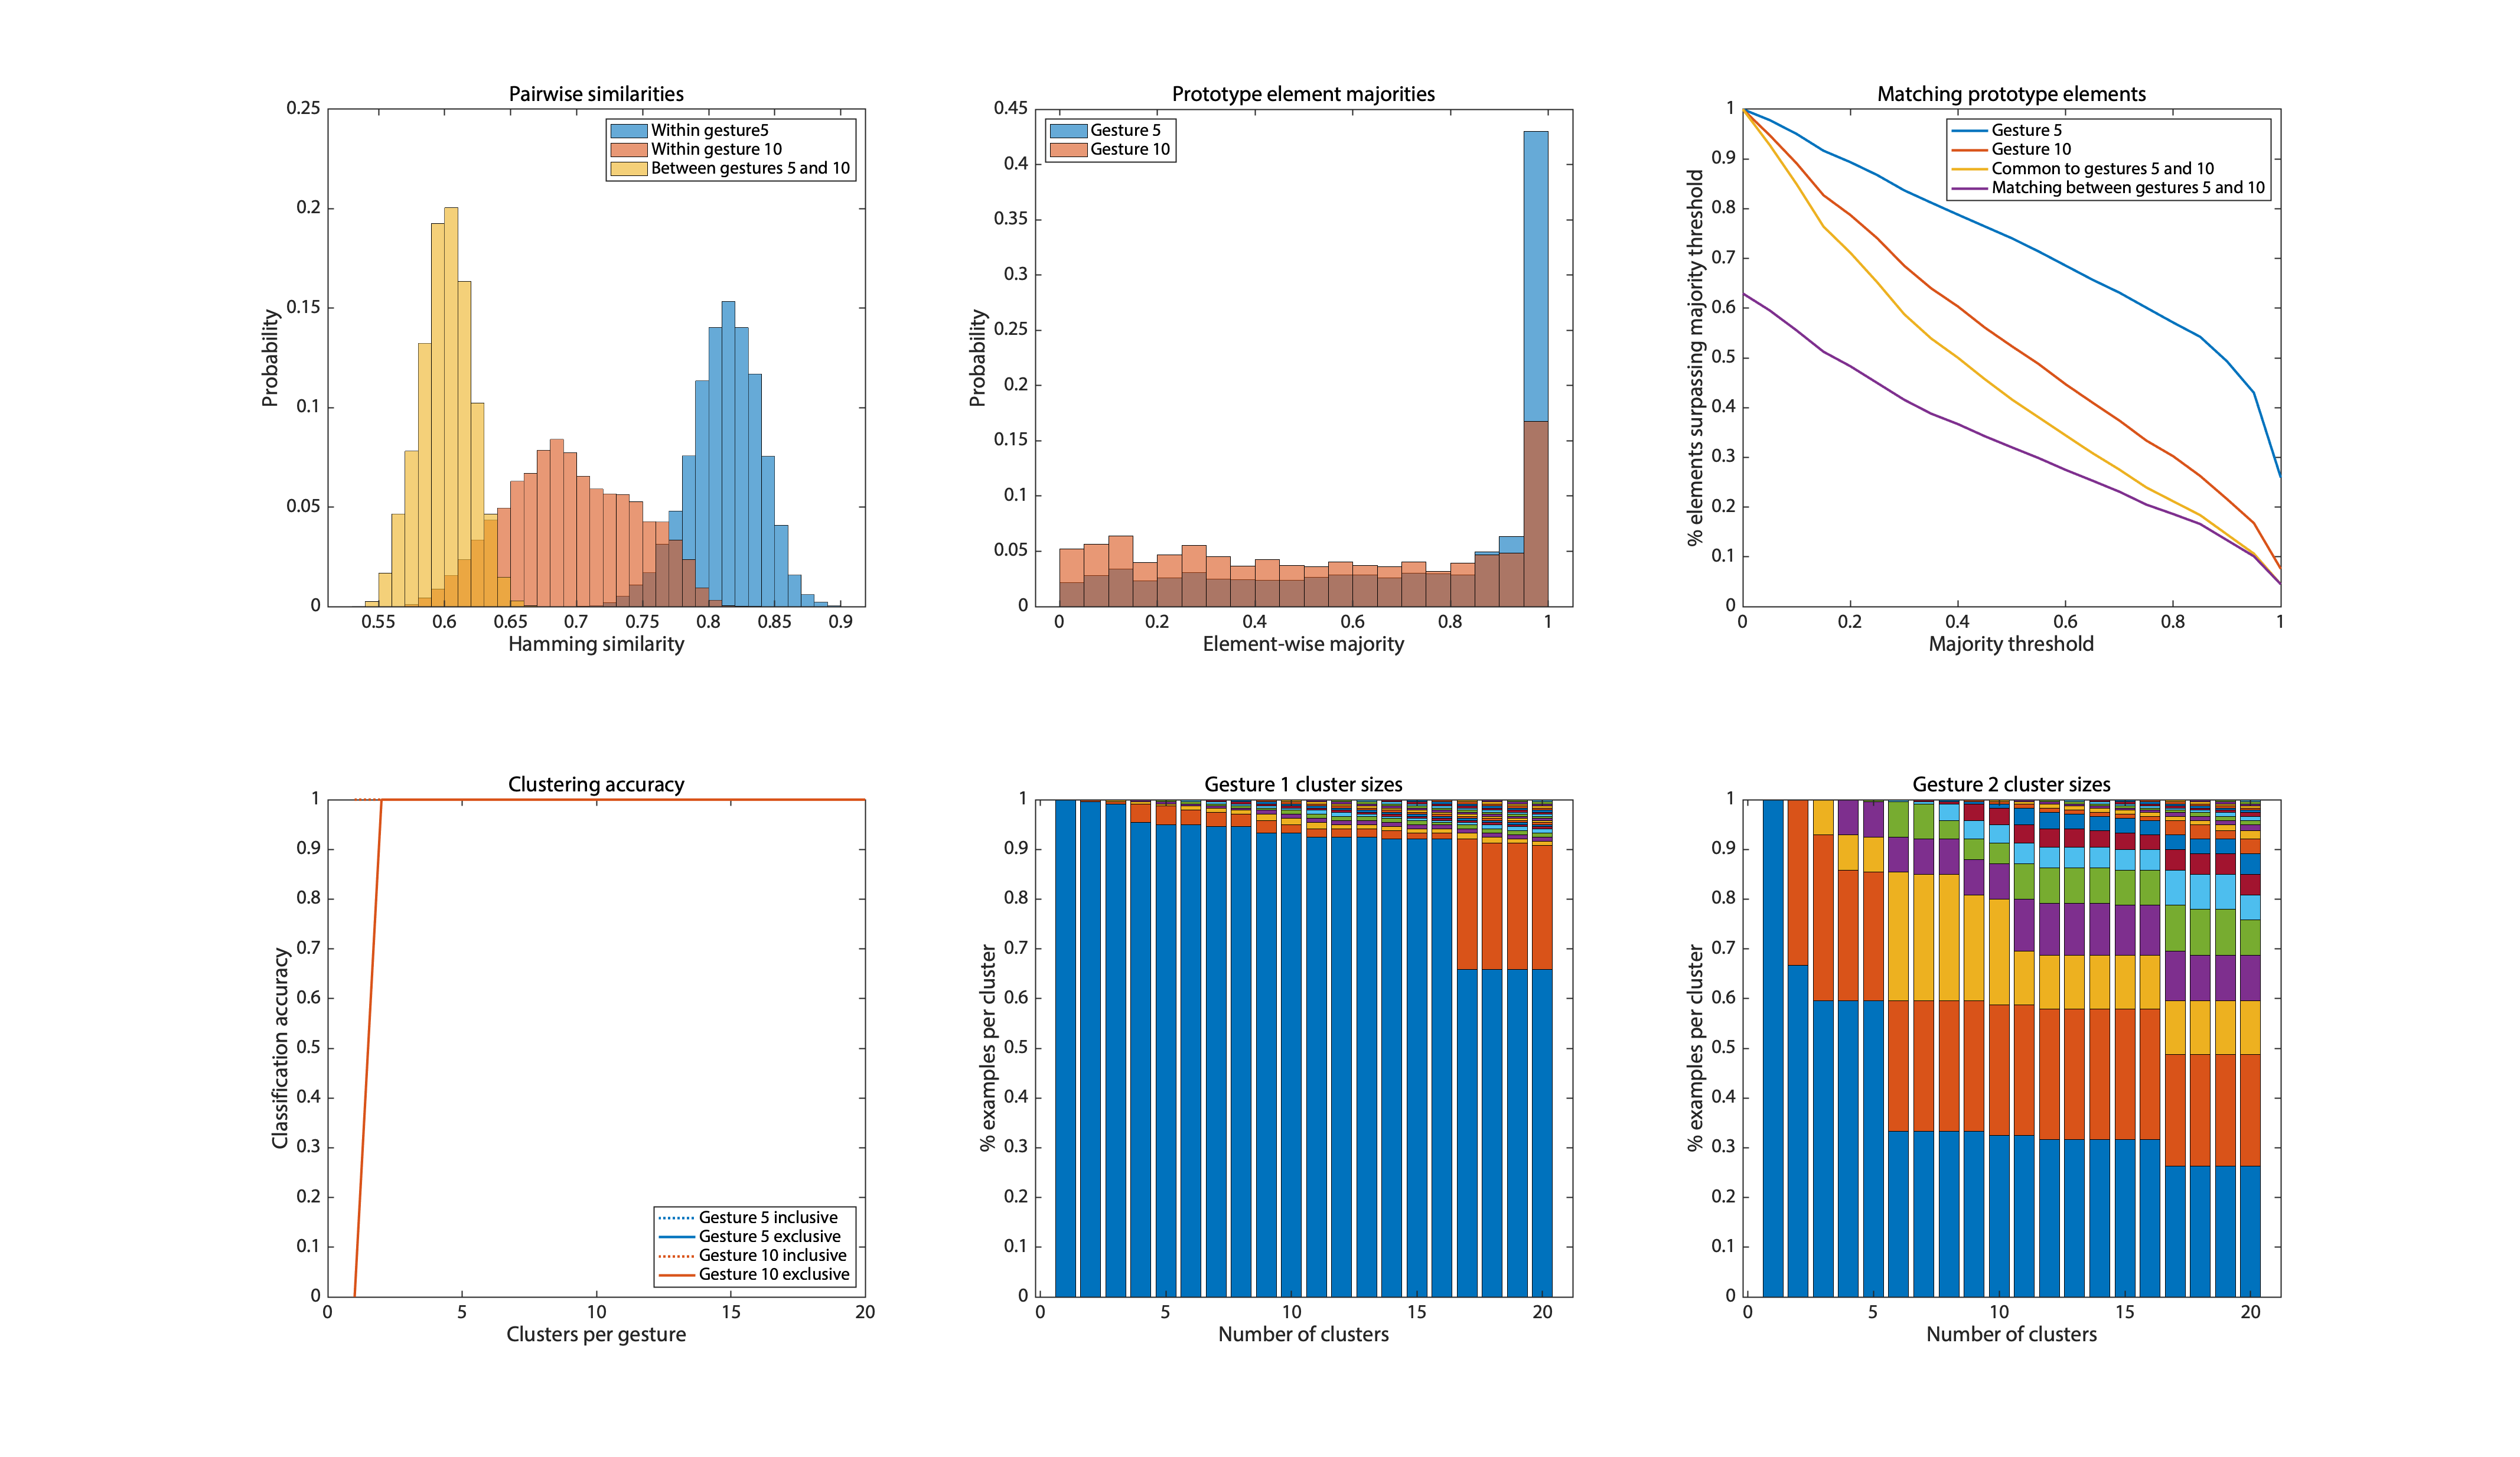 Pairwise similarities
0.25
0.2
0.15
0.1
0.05
0
Probability
Within gesture5
Within gesture 10
Between gestures 5 and 10
0.55 0.6 0.65 0.7 0.75 0.8 0.85 0.9
Hamming similarity
Prototype element majorities
0.45
0.4
0.35
0.3
0.25
0.2
0.15
0.1
0.05
0
Probability
Gesture 5
Gesture 10
0 0.2 0.4 0.6 0.8 1
Element-wise majority
Matching prototype elements
1
0.9
0.8
0.7
0.6
0.5
0.4
0.3
0.2
0.1
0
% elements surpassing majority threshold
Gesture 5
Gesture 10
Common to gestures 5 and 10
Matching between gestures 5 and 10
0 0.2 0.4 0.6 0.8 1
Majority threshold
Clustering accuracy
1
0.9
0.8
0.7
0.6
0.5
0.4
0.3
0.2
0.1
0
Classification accuracy
Gesture 5 inclusive
Gesture 5 exclusive
Gesture 10 inclusive
Gesture 10 exclusive
0 5 10 15 20
Clusters per gesture
Gesture 1 cluster sizes
1
0.9
0.8
0.7
0.6
0.5
0.4
0.3
0.2
0.1
0
% examples per cluster
0 5 10 15 20
Number of clusters
Gesture 2 cluster sizes
1
0.9
0.8
0.7
0.6
0.5
0.4
0.3
0.2
0.1
0
% examples per cluster
0 5 10 15 20
Number of clusters